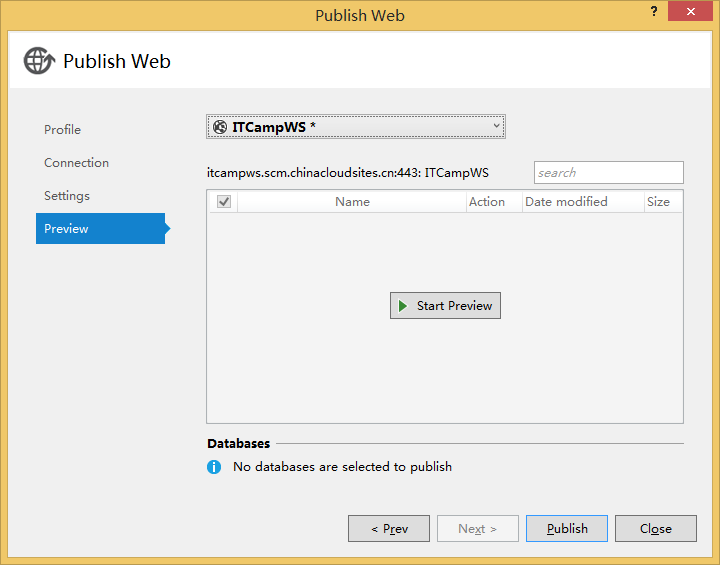 Publish Web
?
Publish Web
Profile
Connection
Settings
Preview
ITCampWS *
itcampws.scm.chinacloudsites.cn:443: ITCampWS
search
Name Action Date modified Size
Start Preview
Databases
No databases are selected to publish
< Prev Next > Publish Close